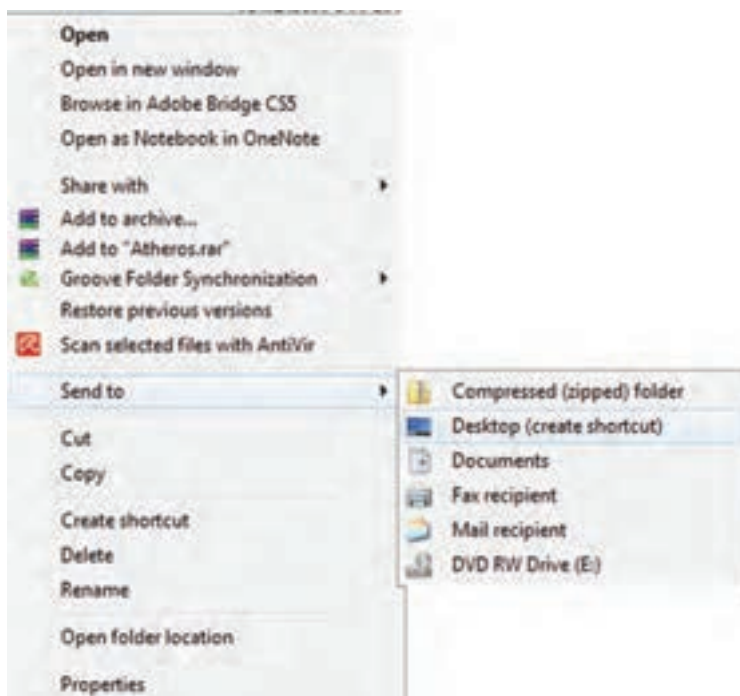 Open
Open in new window
Browse in Adobe Bridge CS5
Open as Notebook in OneNote
Share with
Add to archive...
Add to "Atheros.rar"
Groove Folder Synchronization
Restore previous versions
Scan selected files with AntiVir
Send to
Compressed (zipped) folder
Desktop (create shortcut)
Documents
Fax recipient
Mail recipient
DVD RW Drive (E:)
Cut
Copy
Create shortcut
Delete
Rename
Open folder location
Properties